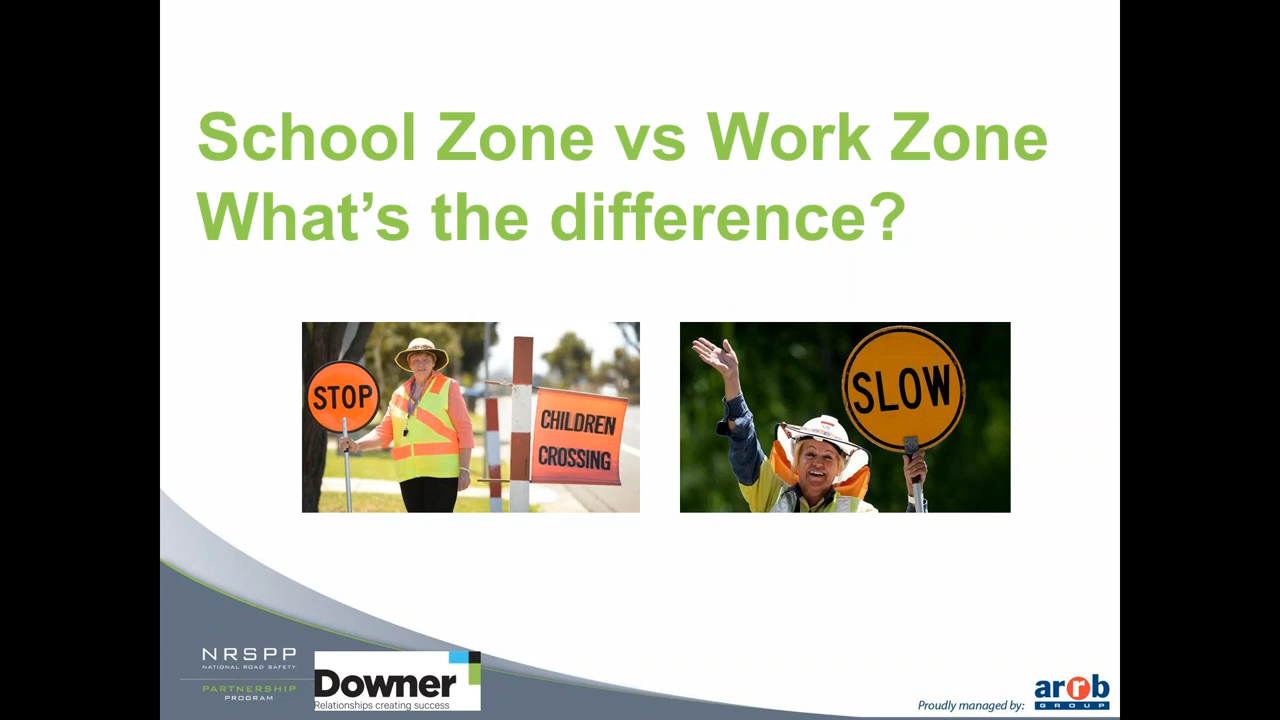 School Zone vs Work Zone
What’s the difference?
STOP
CHILDREN
CROSSING
SLOW
NRSPP
NATIONAL ROAD SAFETY
PARTNERSHIP
PROGRAM
Downer
Relationships creating success
Proudly managed by:
arrb
GROUP